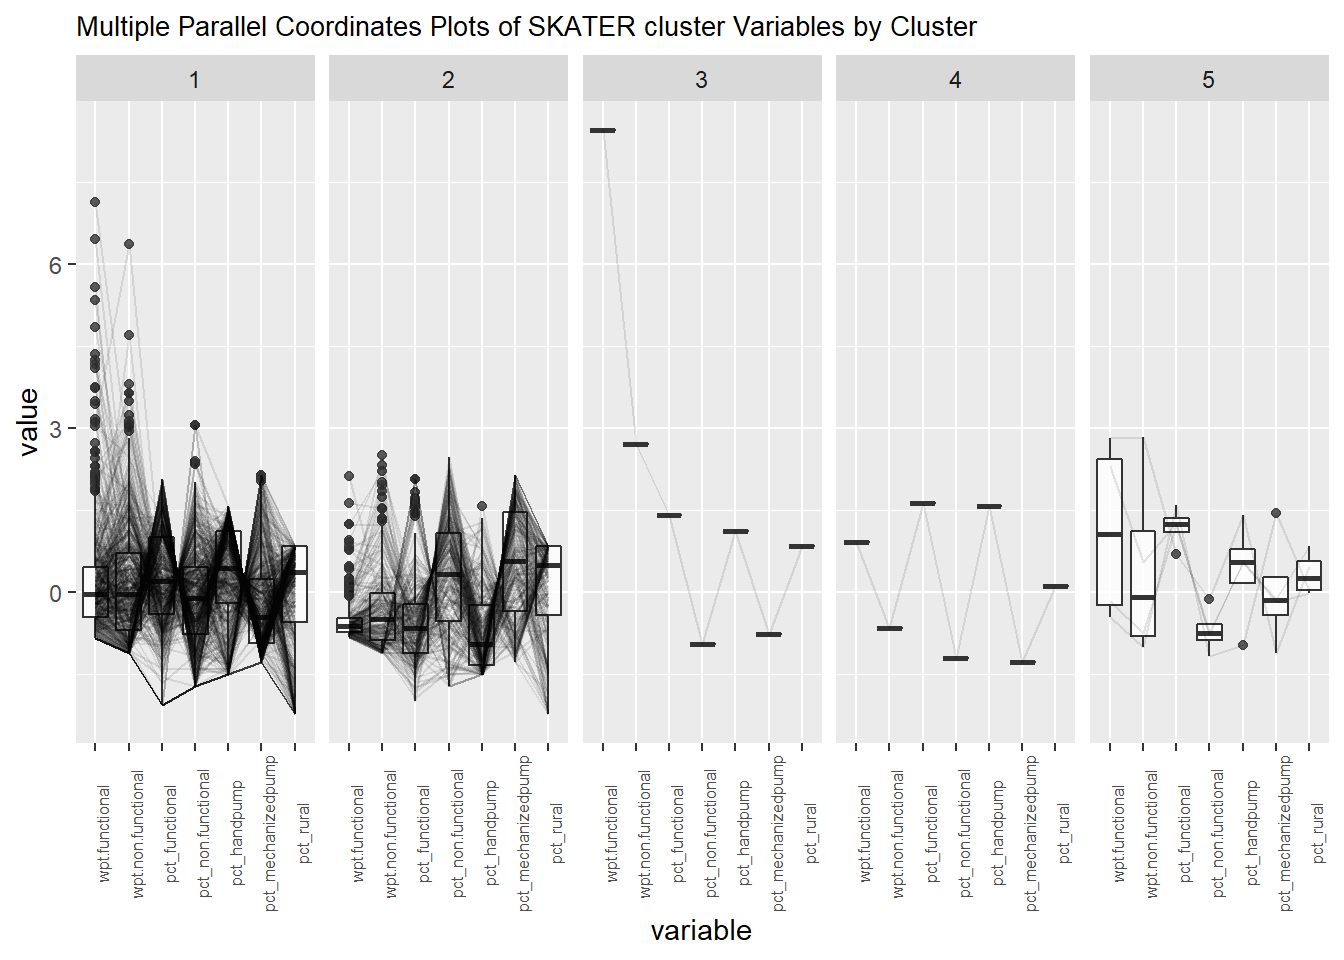 Multiple Parallel Coordinates Plots of SKATER cluster Variables by Cluster
1 2 3 4 5
6
3
0
value
wpt.functional
wpt.non.functional
pct_functional
pct_non.functional
pct_handpump
pct_mechanizedpump
pct_rural
wpt.functional
wpt.non.functional
pct_functional
pct_non.functional
pct_handpump
pct_mechanizedpump
pct_rural
wpt.functional
wpt.non.functional
pct_functional
pct_non.functional
pct_handpump
pct_mechanizedpump
pct_rural
wpt.functional
wpt.non.functional
pct_functional
pct_non.functional
pct_handpump
pct_mechanizedpump
pct_rural
wpt.functional
wpt.non.functional
pct_functional
pct_non.functional
pct_handpump
pct_mechanizedpump
pct_rural
variable